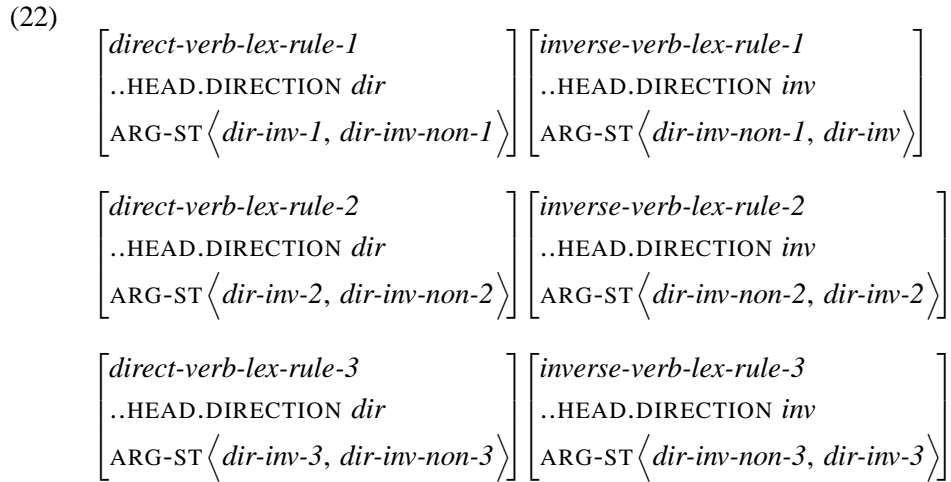 (22)
direct-verb-lex-rule-1 inverse-verb-lex-rule-1
..HEAD.DIRECTION dir ..HEAD.DIRECTION inv
ARG-ST⟨dir-inv-1, dir-inv-non-1⟩ ARG-ST⟨dir-inv-non-1, dir-inv⟩
direct-verb-lex-rule-2 inverse-verb-lex-rule-2
..HEAD.DIRECTION dir ..HEAD.DIRECTION inv
ARG-ST⟨dir-inv-2, dir-inv-non-2⟩ ARG-ST⟨dir-inv-non-2, dir-inv-2⟩
direct-verb-lex-rule-3 inverse-verb-lex-rule-3
..HEAD.DIRECTION dir ..HEAD.DIRECTION inv
ARG-ST⟨dir-inv-3, dir-inv-non-3⟩ ARG-ST⟨dir-inv-non-3, dir-inv-3⟩